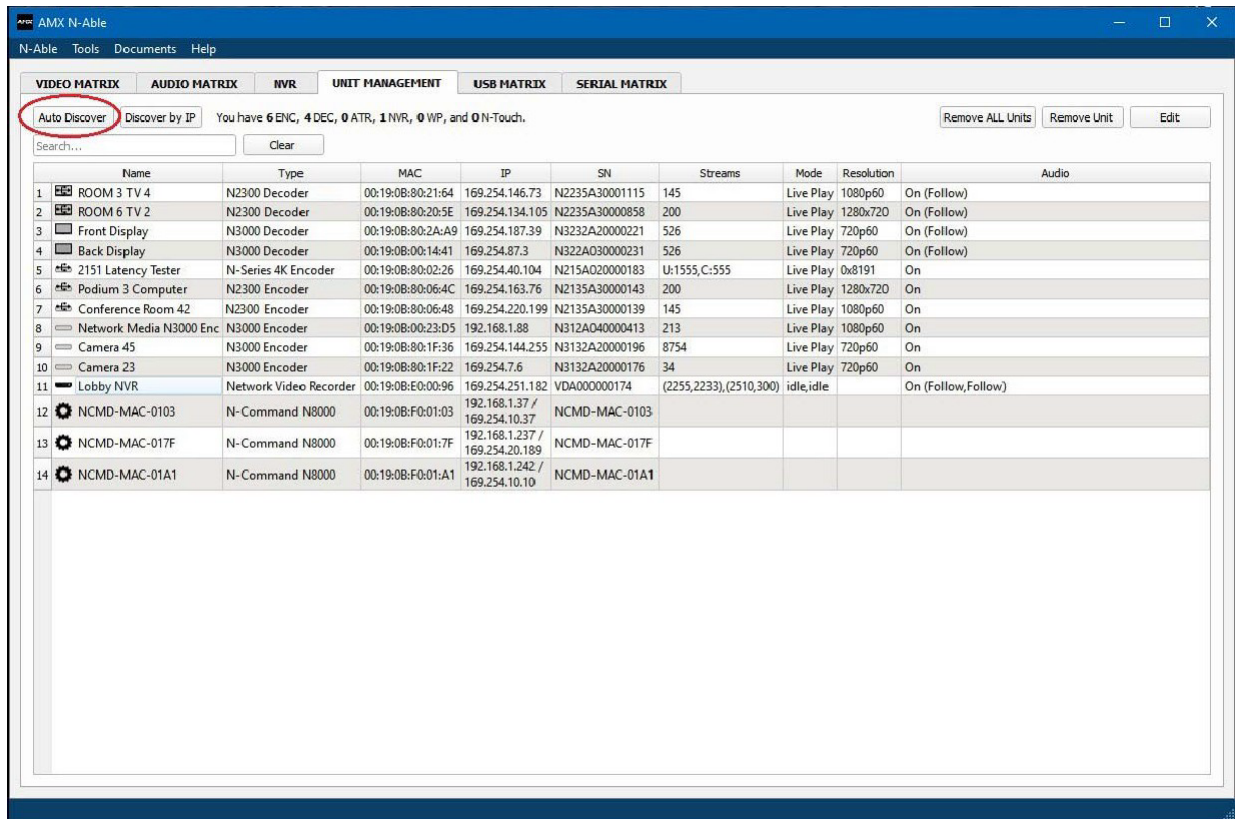 AMX AMX N-Able
N-Able Tools Documents Help
VIDEO MATRIX AUDIO MATRIX NVR UNIT MANAGEMENT USB MATRIX SERIAL MATRIX
Auto Discover Discover by IP You have 6 ENC, 4 DEC, 0 ATR, 1 NVR, 0 WP, and 0 N-Touch. Remove ALL Units Remove Unit Edit
Search... Clear
Name Type MAC IP SN Streams Mode Resolution Audio
1 ROOM 3 TV 4 N2300 Decoder 00:19:0B:80:21:64 169.254.146.73 N2235A30001115 145 Live Play 1080p60 On (Follow)
2 ROOM 6 TV 2 N2300 Decoder 00:19:0B:80:20:5E 169.254.134.105 N2235A30000858 200 Live Play 1280x720 On (Follow)
3 Front Display N3000 Decoder 00:19:0B:80:2A:A9 169.254.187.39 N3232A20000221 526 Live Play 720p60 On (Follow)
4 Back Display N3000 Decoder 00:19:0B:00:14:41 169.254.87.3 N322A030000231 526 Live Play 720p60 On (Follow)
5 2151 Latency Tester N-Series 4K Encoder 00:19:0B:80:02:26 169.254.40.104 N215A020000183 U:1555,C:555 Live Play 0x8191 On
6 Podium 3 Computer N2300 Encoder 00:19:0B:80:06:4C 169.254.163.76 N2135A30000143 200 Live Play 1280x720 On
7 Conference Room 42 N2300 Encoder 00:19:0B:80:06:48 169.254.220.199 N2135A30000139 145 Live Play 1080p60 On
8 Network Media N3000 Enc N3000 Encoder 00:19:0B:00:23:D5 192.168.1.88 N312A040000413 213 Live Play 1080p60 On
9 Camera 45 N3000 Encoder 00:19:0B:80:1F:36 169.254.144.255 N3132A20000196 8754 Live Play 720p60 On
10 Camera 23 N3000 Encoder 00:19:0B:80:1F:22 169.254.7.6 N3132A20000176 34 Live Play 720p60 On
11 Lobby NVR Network Video Recorder 00:19:0B:E0:00:96 169.254.251.182 VDA000000174 (2255,2233),(2510,300) idle,idle On (Follow,Follow)
12 NCMD-MAC-0103 N-Command N8000 00:19:0B:F0:01:03 192.168.1.37 / 169.254.10.37 NCMD-MAC-0103
13 NCMD-MAC-017F N-Command N8000 00:19:0B:F0:01:7F 192.168.1.237 / 169.254.20.189 NCMD-MAC-017F
14 NCMD-MAC-01A1 N-Command N8000 00:19:0B:F0:01:A1 192.168.1.242 / 169.254.10.10 NCMD-MAC-01A1